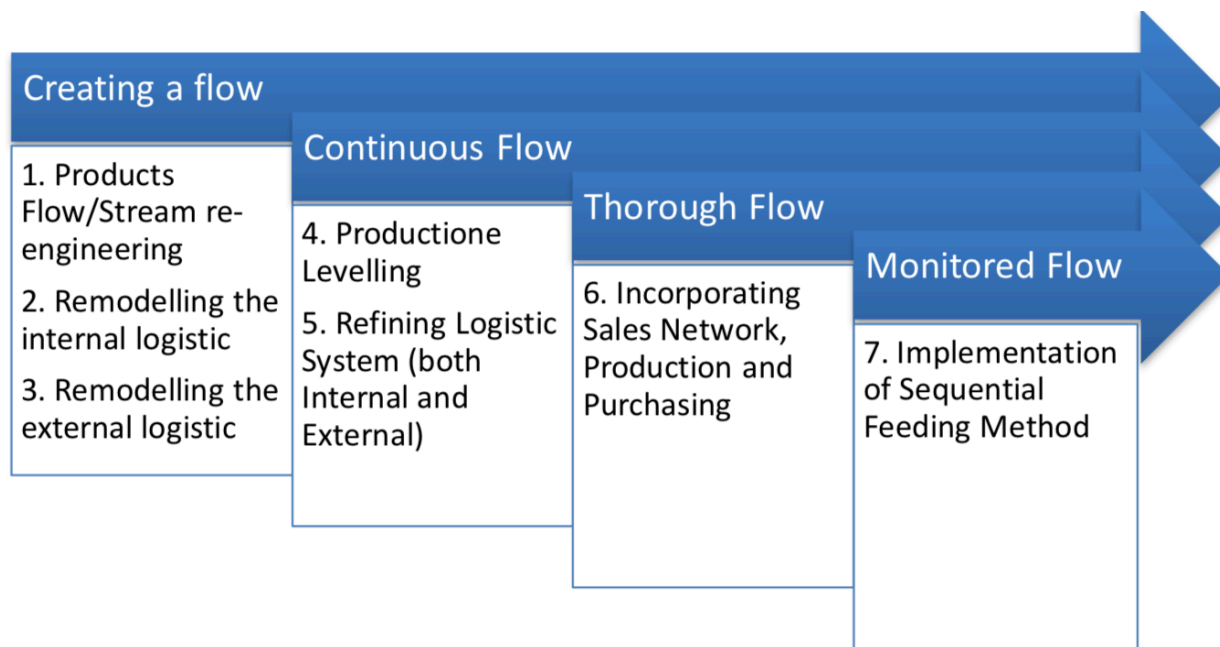 Creating a flow
1. Products
Flow/Stream re-
engineering
2. Remodelling the
internal logistic
3. Remodelling the
external logistic
Continuous Flow
4. Productione
Levelling
5. Refining Logistic
System (both
Internal and
External)
Thorough Flow
6. Incorporating
Sales Network,
Production and
Purchasing
Monitored Flow
7. Implementation
of Sequential
Feeding Method